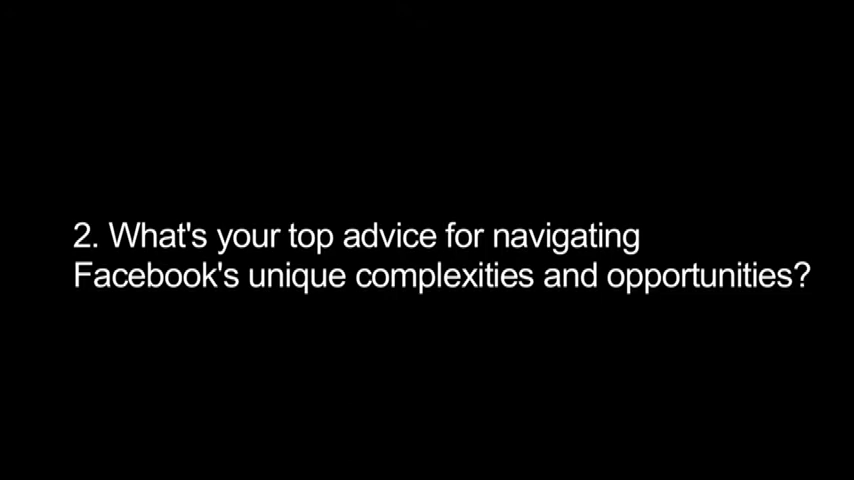 2. What's your top advice for navigating
Facebook's unique complexities and opportunities?